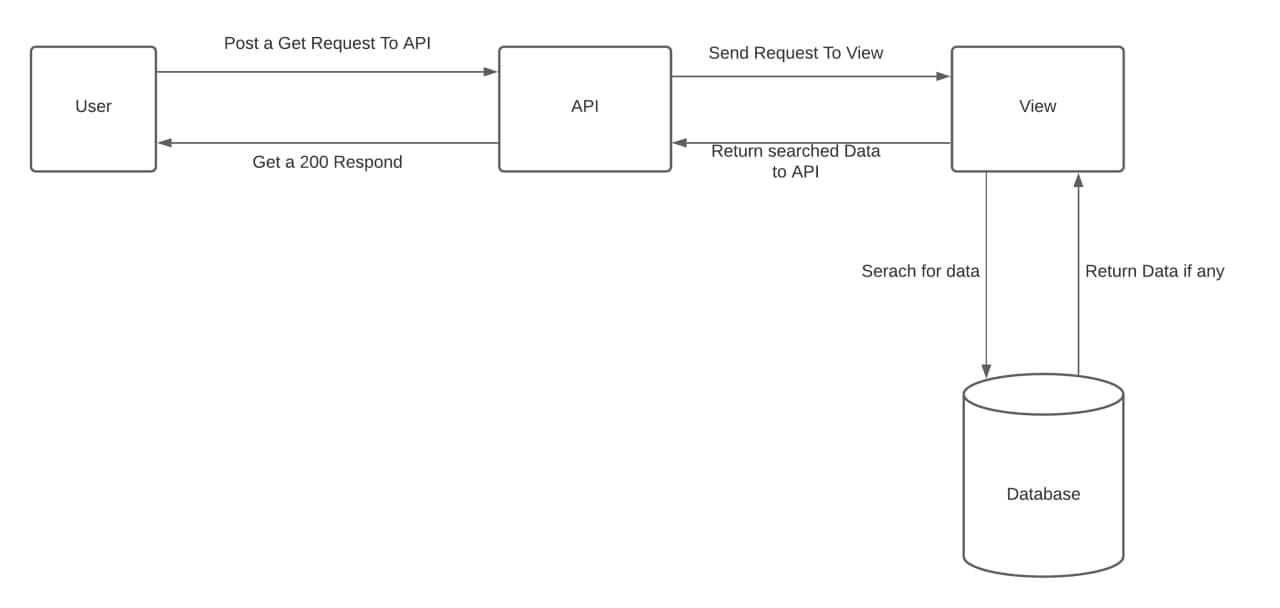 Post a Get Request To API
Send Request To View
User
API
View
Get a 200 Respond
Return searched Data
to API
Serach for data
Return Data if any
Database